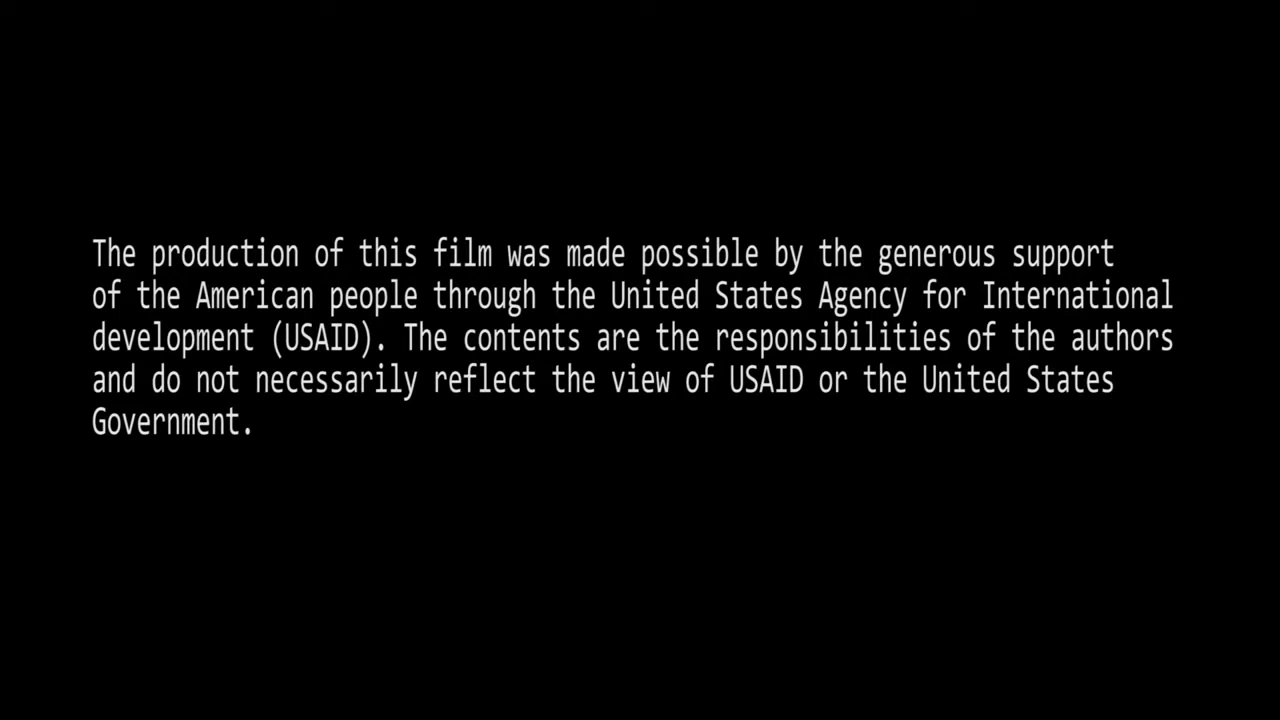 The production of this film was made possible by the generous support
of the American people through the United States Agency for International
development (USAID). The contents are the responsibilities of the authors
and do not necessarily reflect the view of USAID or the United States
Government.